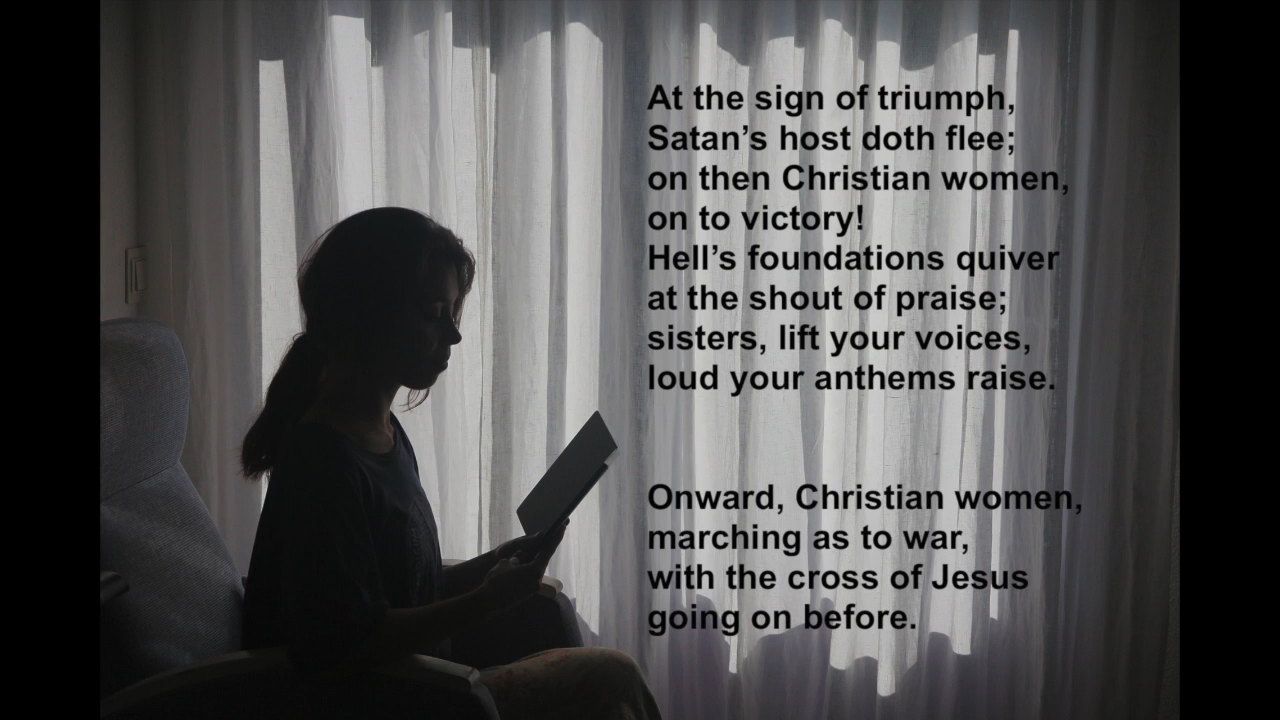 At the sign of triumph,
Satan’s host doth flee;
on then Christian women,
on to victory!
Hell’s foundations quiver
at the shout of praise;
sisters, lift your voices,
loud your anthems raise.
Onward, Christian women,
marching as to war,
with the cross of Jesus
going on before.